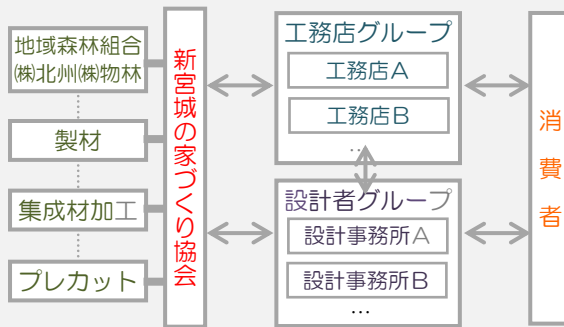 地域森林組合
㈱北州㈱物林
製材
集成材加工
プレカット
新宮城の家づくり協会
工務店グループ
工務店A
工務店B
…
設計者グループ
設計事務所A
設計事務所B
…
消費者